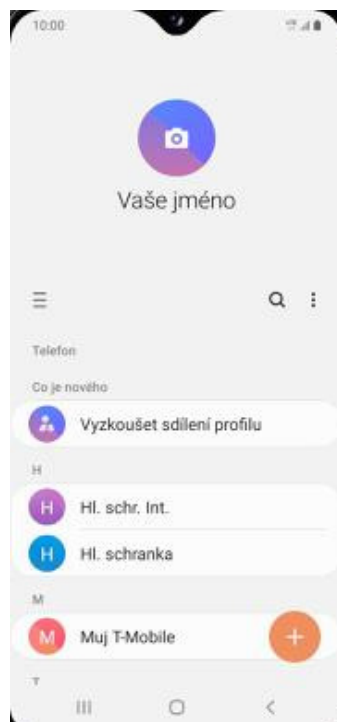 10:00
Vaše jméno
Telefon
Co je nového
Vyzkoušet sdílení profilu
H
H Hl. schr. Int.
H Hl. schranka
M
M Muj T-Mobile
T